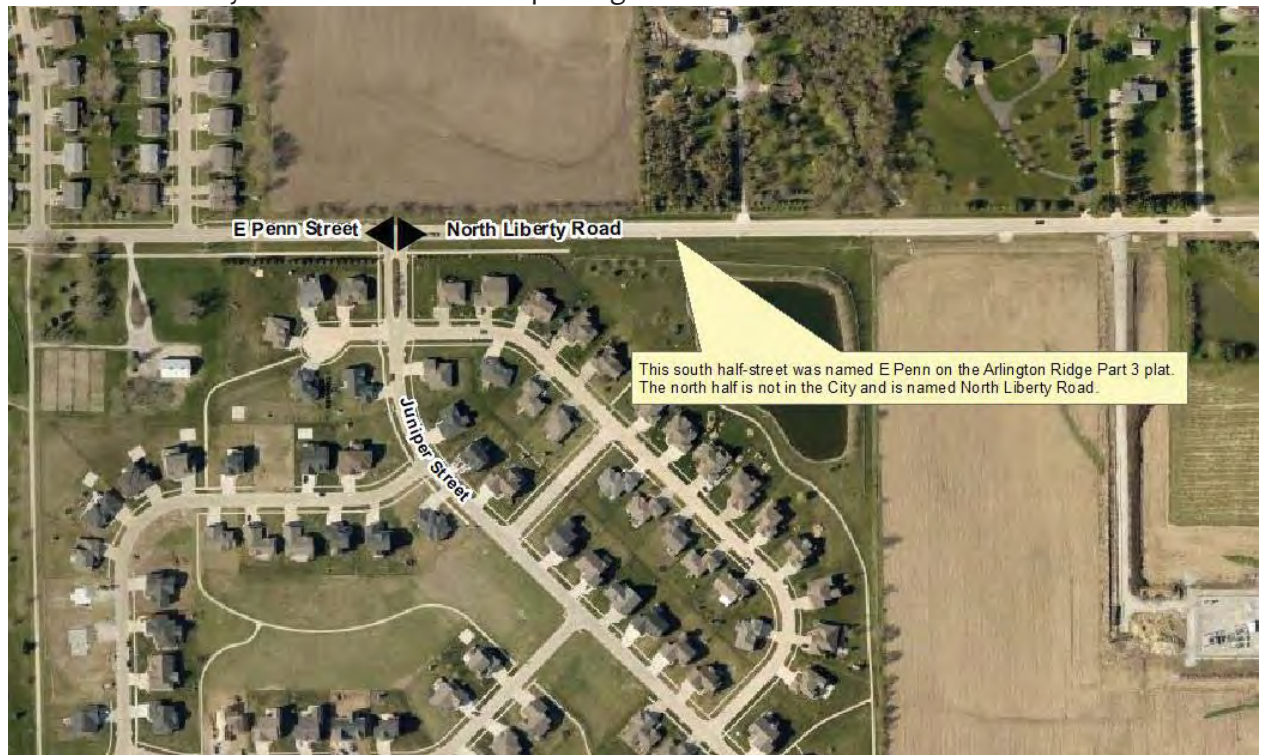 E Penn Street
North Liberty Road
This south half-street was named E Penn on the Arlington Ridge Part 3 plat.
The north half is not in the City and is named North Liberty Road.
Juniper Street